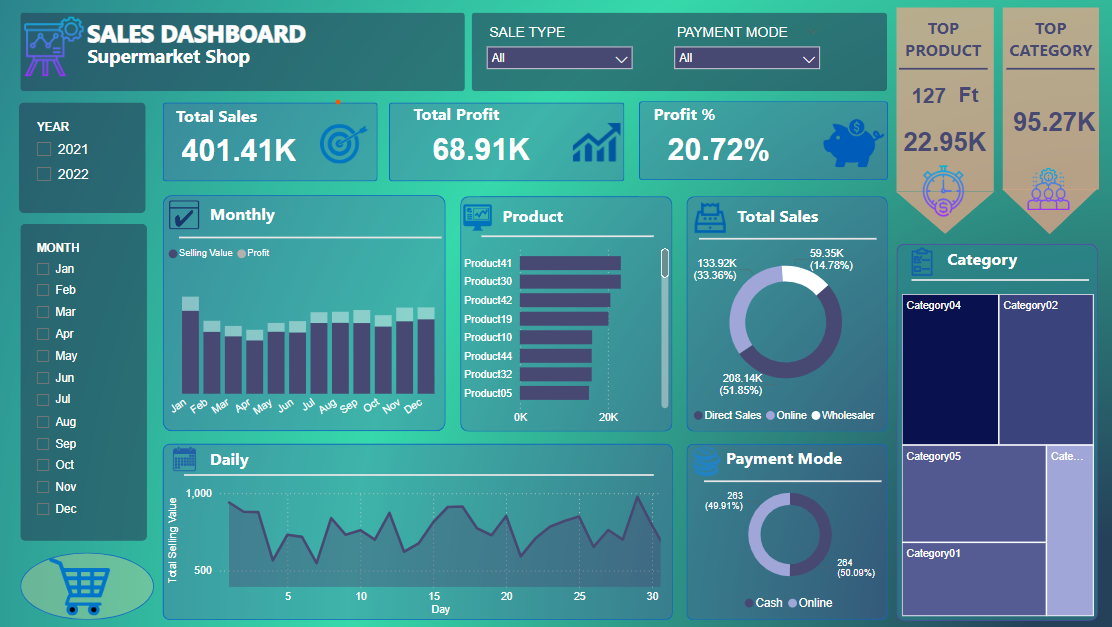 SALES DASHBOARD
Supermarket Shop
SALE TYPE
All
PAYMENT MODE
All
TOP
PRODUCT
127 Ft
22.95K
TOP
CATEGORY
95.27K
YEAR
2021
2022
Total Sales
401.41K
Total Profit
68.91K
Profit %
20.72%
MONTH
Jan
Feb
Mar
Apr
May
Jun
Jul
Aug
Sep
Oct
Nov
Dec
Monthly
Selling Value Profit
Jan Feb Mar Apr May Jun Jul Aug Sep Oct Nov Dec
Product
Product41
Product30
Product42
Product19
Product10
Product44
Product32
Product05
0K 20K
Total Sales
59.35K
(14.78%)
133.92K
(33.36%)
208.14K
(51.85%)
Direct Sales Online Wholesaler
Category
Category04
Category02
Category05
Cate...
Category01
Daily
Total Selling Value
1,000
500
5 10 15 20 25 30
Day
Payment Mode
263
(49.91%)
264
(50.09%)
Cash Online